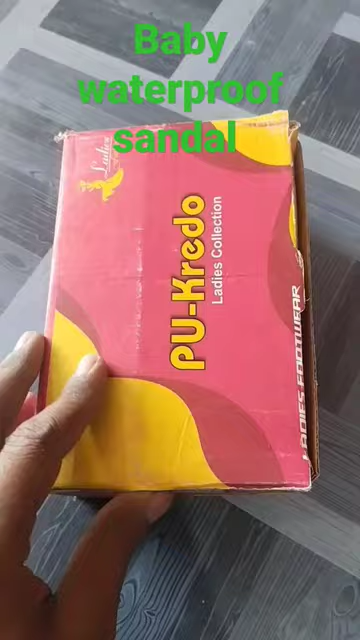 Baby
waterproof
sandal
Ladies
PU-Kredo
Ladies Collection
LADIES FOOTWEAR